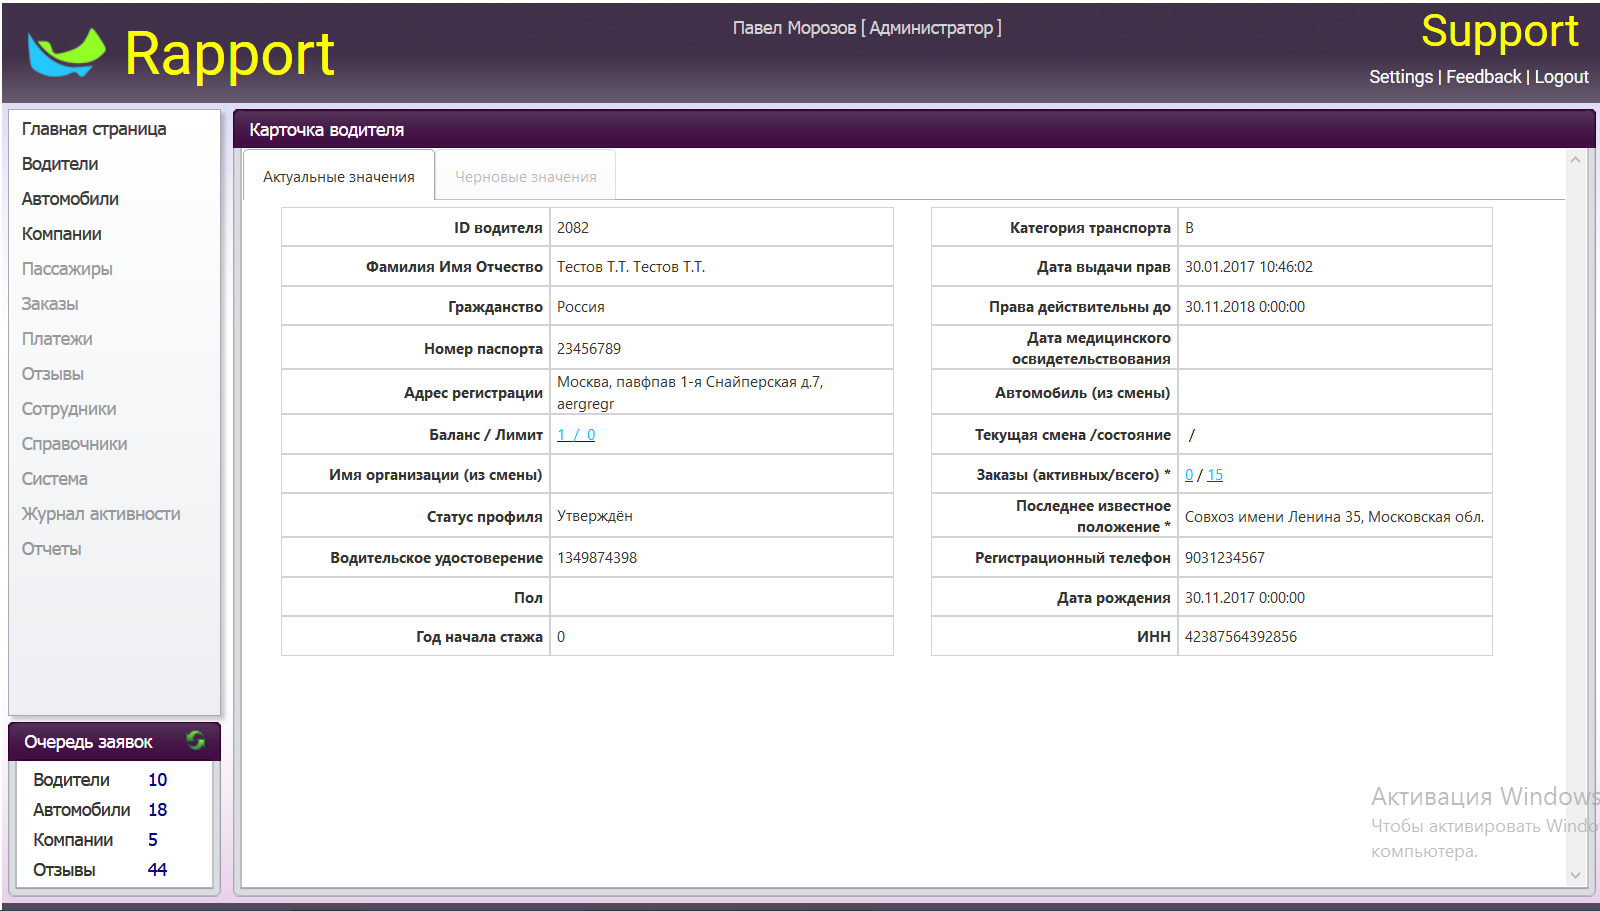 Rapport
Павел Морозов [ Администратор ]
Support
Settings | Feedback | Logout
Главная страница
Водители
Автомобили
Компании
Пассажиры
Заказы
Платежи
Отзывы
Сотрудники
Справочники
Система
Журнал активности
Отчеты
Очередь заявок
Водители 10
Автомобили 18
Компании 5
Отзывы 44
Карточка водителя
Актуальные значения
Черновые значения
ID водителя 2082
Фамилия Имя Отчество Тестов Т.Т. Тестов Т.Т.
Гражданство Россия
Номер паспорта 23456789
Адрес регистрации Москва, павфпав 1-я Снайперская д.7,
aergregr
Баланс / Лимит 1 / 0
Имя организации (из смены)
Статус профиля Утверждён
Водительское удостоверение 1349874398
Пол
Год начала стажа 0
Категория транспорта B
Дата выдачи прав 30.01.2017 10:46:02
Права действительны до 30.11.2018 0:00:00
Дата медицинского
освидетельствования
Автомобиль (из смены)
Текущая смена /состояние /
Заказы (активных/всего) * 0 / 15
Последнее известное
положение * Совхоз имени Ленина 35, Московская обл.
Регистрационный телефон 9031234567
Дата рождения 30.11.2017 0:00:00
ИНН 42387564392856
Активация Windows
Чтобы активировать Windo
компьютера.